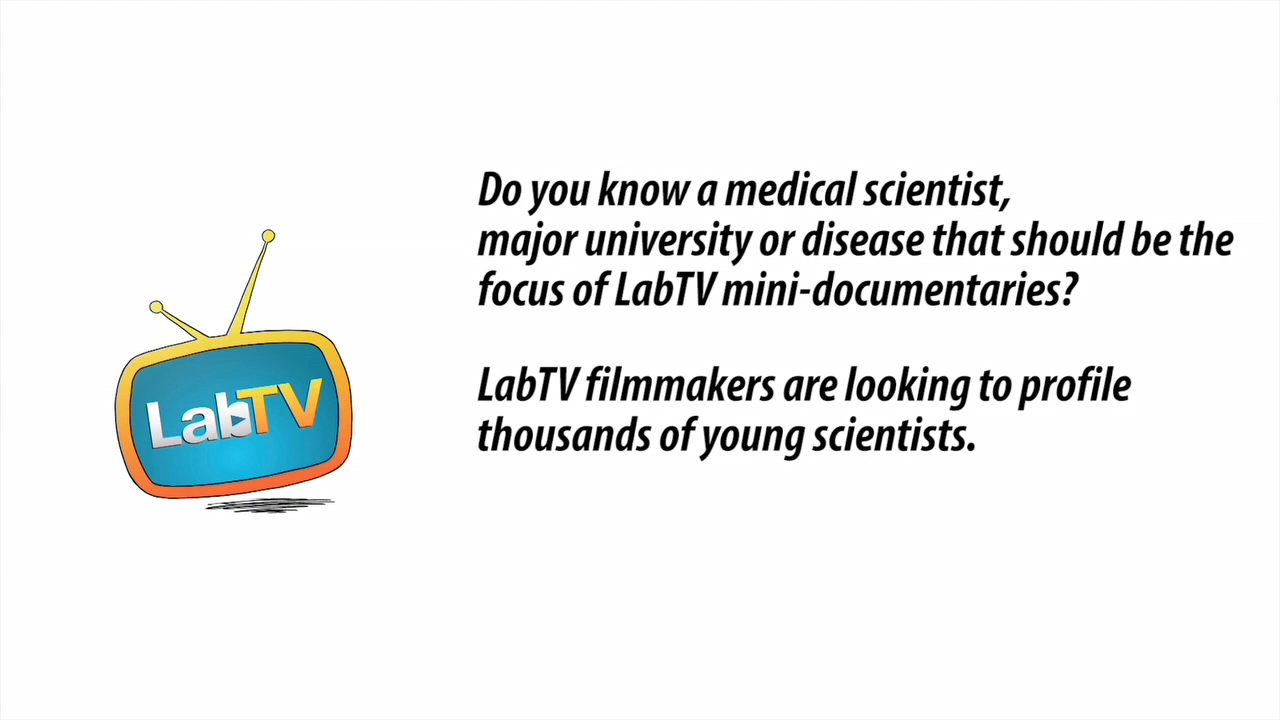 Do you know a medical scientist,
major university or disease that should be the
focus of LabTV mini-documentaries?
LabTV filmmakers are looking to profile
thousands of young scientists.
LabTV